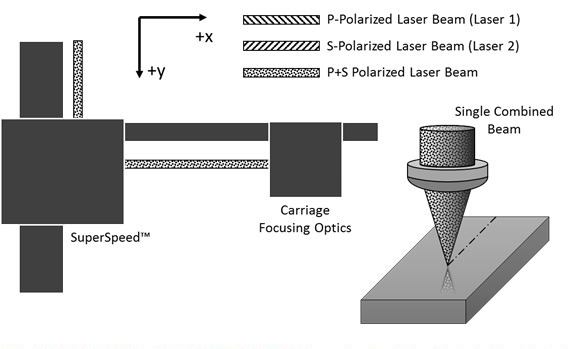 +x
+y
P-Polarized Laser Beam (Laser 1)
S-Polarized Laser Beam (Laser 2)
P+S Polarized Laser Beam
Single Combined
Beam
Carriage
Focusing Optics
SuperSpeed™